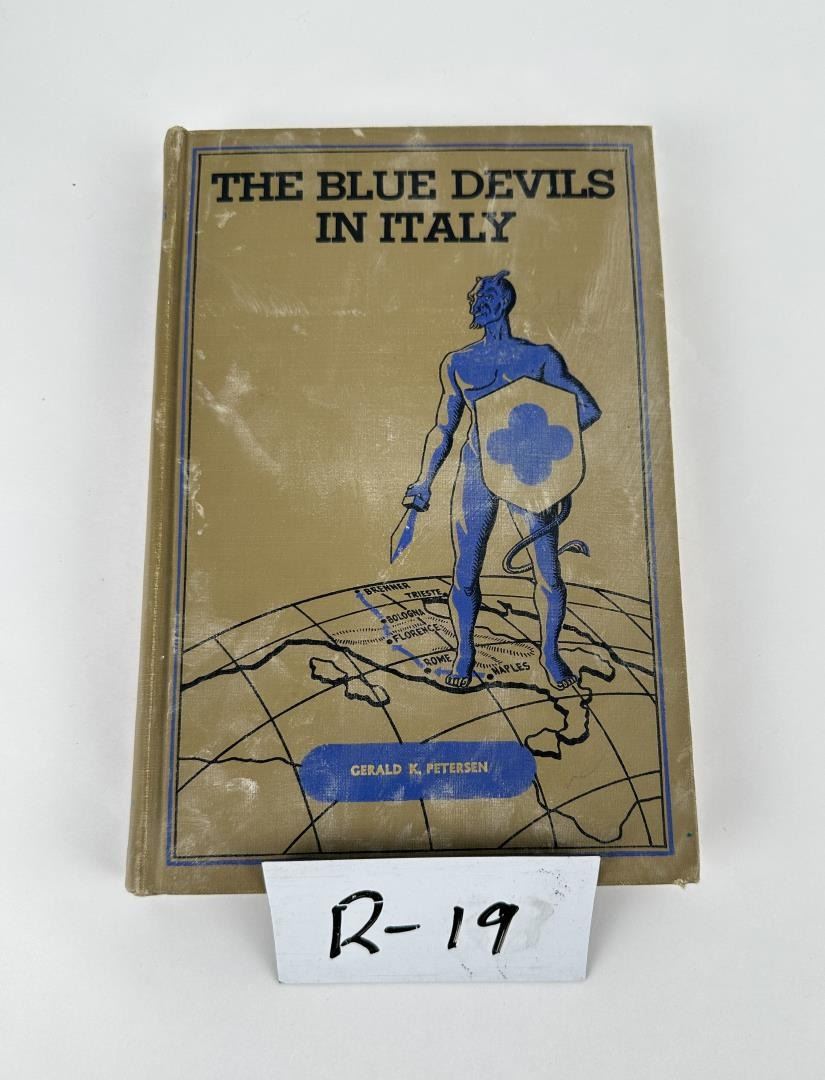 THE BLUE DEVILS
IN ITALY
BRENNER
TRIESTE
BOLOGNA
FLORENCE
ROME
NAPLES
GERALD K. PETERSEN
R-19